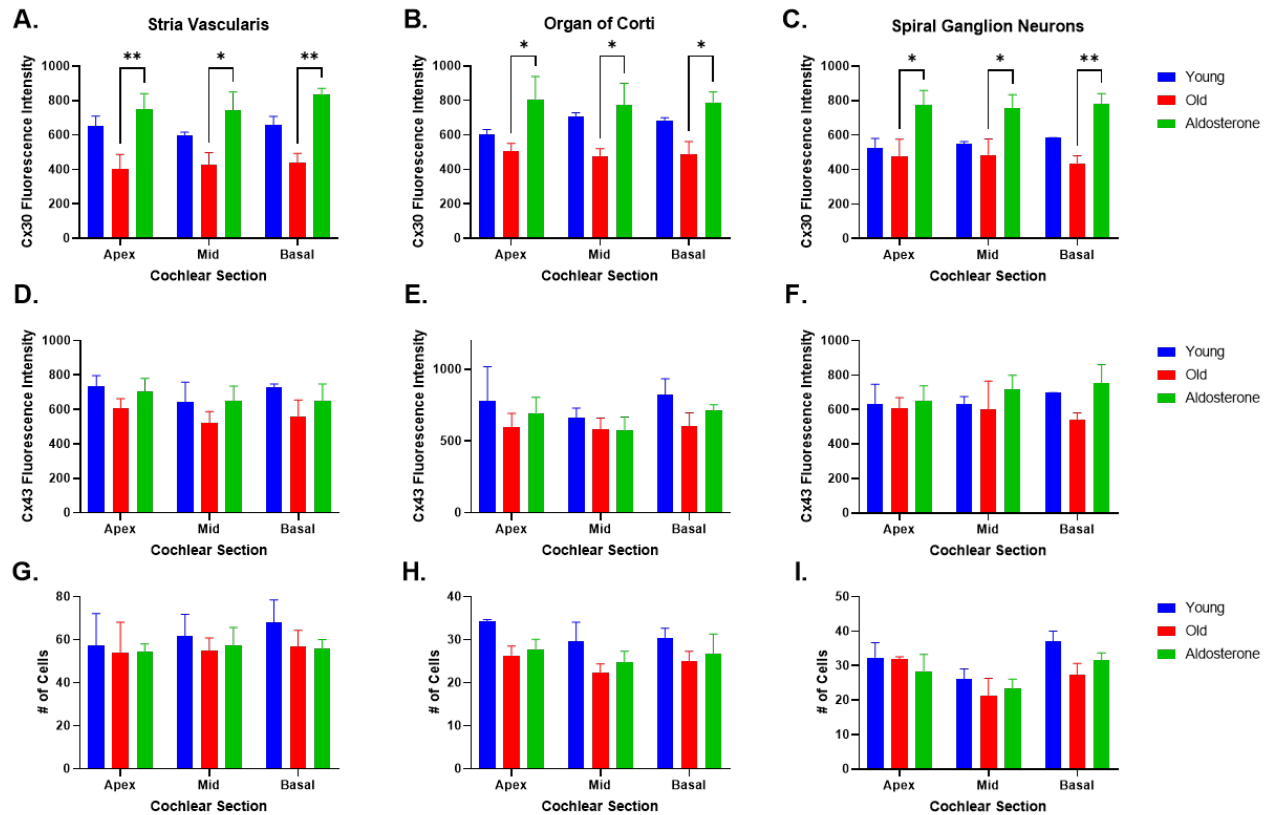 A.
Stria Vascularis
B.
Organ of Corti
C.
Spiral Ganglion Neurons
Cx30 Fluorescence Intensity
1000
800
600
400
200
0
**
*
**
Apex Mid Basal
Cochlear Section
Cx30 Fluorescence Intensity
1000
800
600
400
200
0
*
*
*
Apex Mid Basal
Cochlear Section
Cx30 Fluorescence Intensity
1000
800
600
400
200
0
*
*
**
Apex Mid Basal
Cochlear Section
Young
Old
Aldosterone
D.
Cx43 Fluorescence Intensity
1000
800
600
400
200
0
Apex Mid Basal
Cochlear Section
E.
Cx43 Fluorescence Intensity
1000
500
0
Apex Mid Basal
Cochlear Section
F.
Cx43 Fluorescence Intensity
1000
800
600
400
200
0
Apex Mid Basal
Cochlear Section
Young
Old
Aldosterone
G.
# of Cells
80
60
40
20
0
Apex Mid Basal
Cochlear Section
H.
# of Cells
40
30
20
10
0
Apex Mid Basal
Cochlear Section
I.
# of Cells
50
40
30
20
10
0
Apex Mid Basal
Cochlear Section
Young
Old
Aldosterone